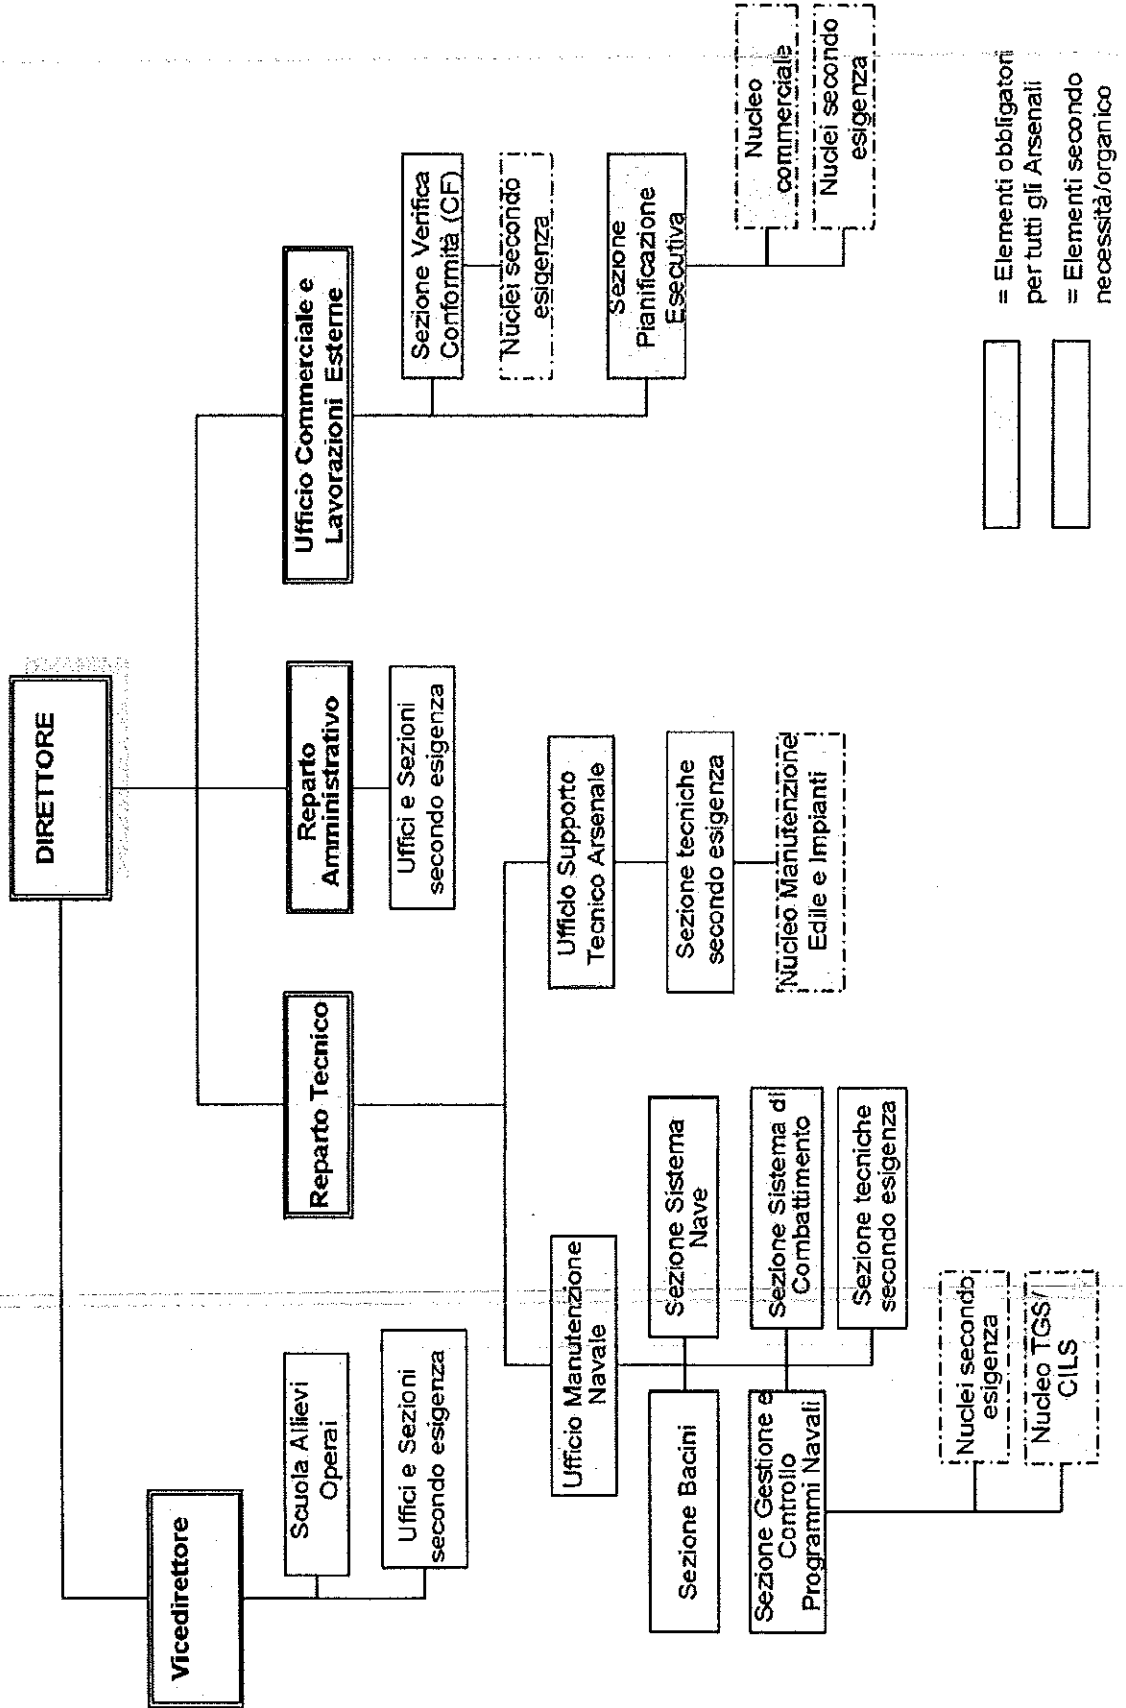 DIRETTORE
Vicedirettore
Scuola Allievi
Operai
Uffici e Sezioni
secondo esigenza
Reparto Tecnico
Reparto
Amministrativo
Uffici e Sezioni
secondo esigenza
Ufficio Commerciale e
Lavorazioni Esterne
Sezione Verifica
Conformità (CF)
Nuclei secondo
esigenza
Sezione
Pianificazione
Esecutiva
Nucleo
commerciale
Nuclei secondo
esigenza
Ufficio Manutenzione
Navale
Ufficio Supporto
Tecnico Arsenale
Sezione tecniche
secondo esigenza
Nucleo Manutenzione
Edile e Impianti
Sezione Bacini
Sezione Sistema
Nave
Sezione Gestione e
Controllo
Programmi Navali
Sezione Sistema di
Combattimento
Sezione tecniche
secondo esigenza
Nuclei secondo
esigenza
Nucleo TGS/
CILS
= Elementi obbligatori
per tutti gli Arsenali
= Elementi secondo
necessità/organico